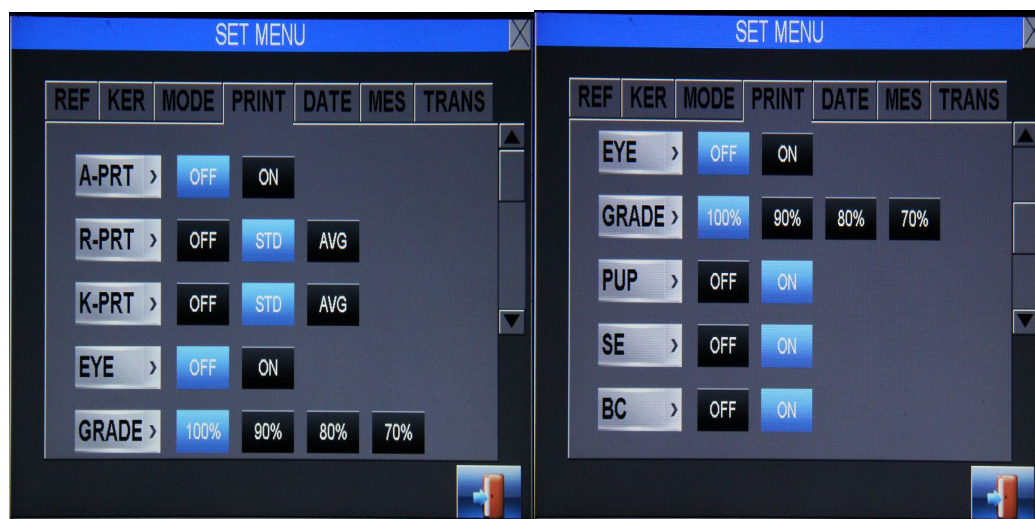 SET MENU
REF KER MODE PRINT DATE MES TRANS
A-PRT > OFF ON
R-PRT > OFF STD AVG
K-PRT > OFF STD AVG
EYE > OFF ON
GRADE > 100% 90% 80% 70%
SET MENU
REF KER MODE PRINT DATE MES TRANS
EYE > OFF ON
GRADE > 100% 90% 80% 70%
PUP > OFF ON
SE > OFF ON
BC > OFF ON